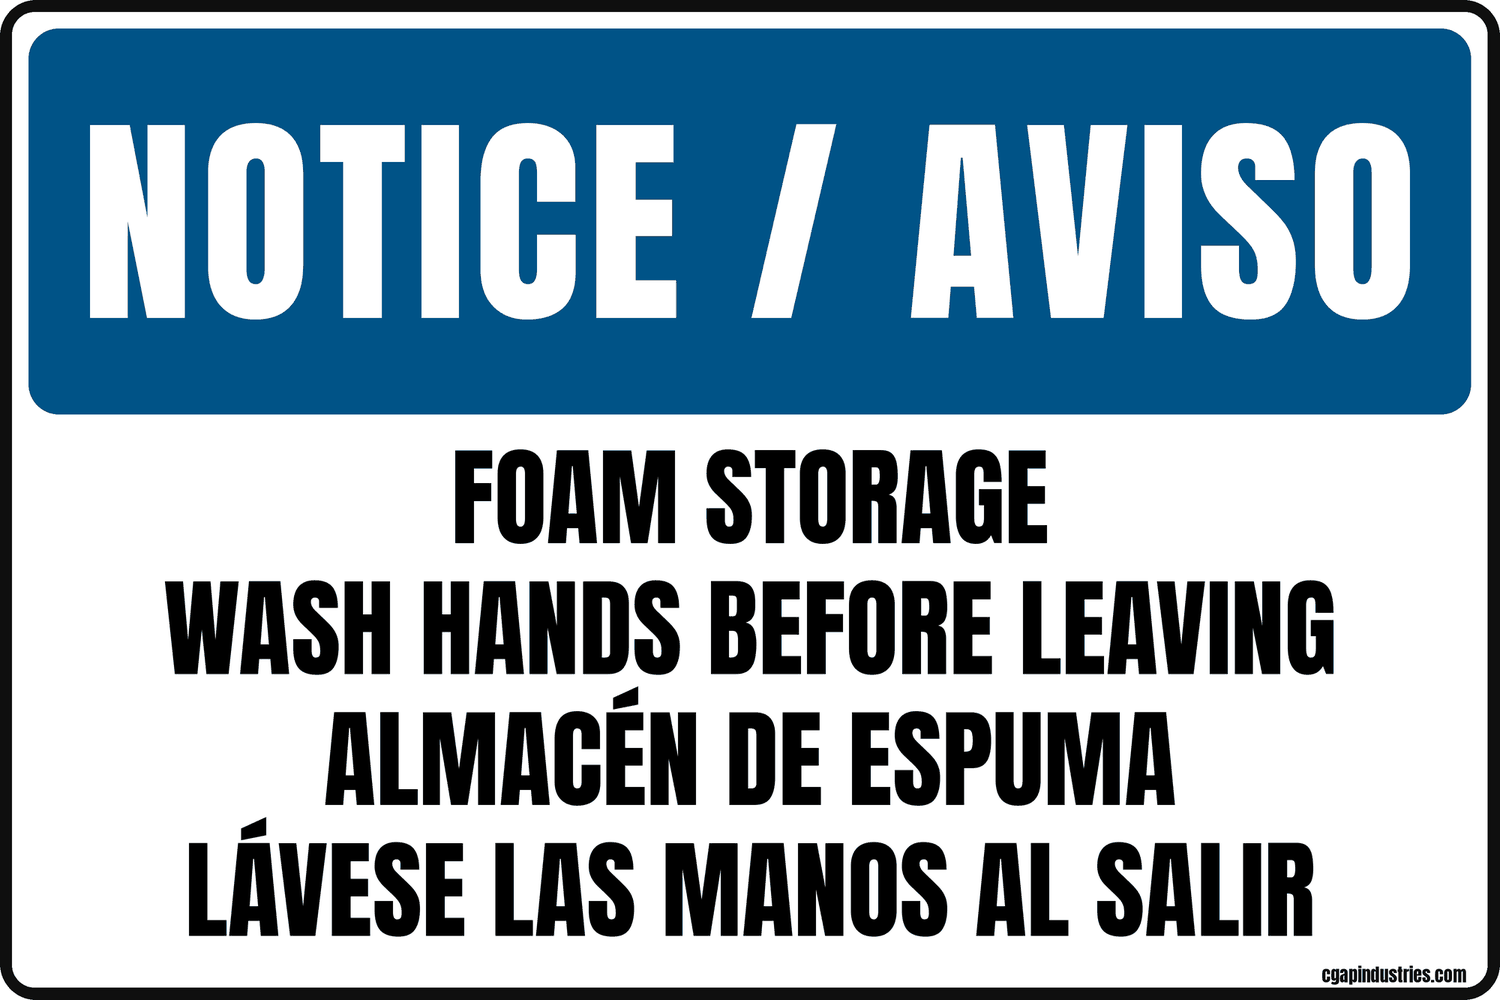 NOTICE / AVISO
FOAM STORAGE
WASH HANDS BEFORE LEAVING
ALMACÉN DE ESPUMA
LÁVESE LAS MANOS AL SALIR
cgapindustries.com